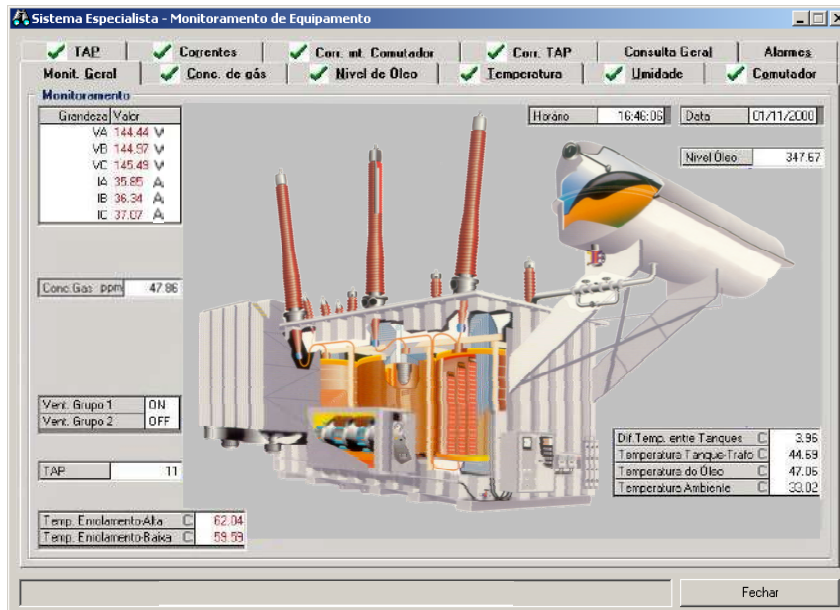 Sistema Especialista - Monitoramento de Equipamento
TAP
Correntes
Corr. int. Comutador
Corr. TAP
Consulta Geral
Alarmes
Monit. Geral
Conc. de gás
Nivel de Óleo
Temperatura
Umidade
Comutador
Monitoramento
Grandeza Valor
VA 144.44 V
VB 144.97 V
VC 145.49 V
IA 35.85 A
IB 36.34 A
IC 37.07 A
Horário 16:46:06 Data 01/11/2000
Nivel Óleo 347.67
Conc.Gas ppm 47.86
Vent. Grupo 1 ON
Vent. Grupo 2 OFF
TAP 11
Dif.Temp. entre Tanques C 3.96
Temperatura Tanque-Trafo C 44.69
Temperatura do Óleo C 47.06
Temperatura Ambiente C 33.02
Temp. Enrolamento-Alta C 62.04
Temp. Enrolamento-Baixa C 59.59
Fechar